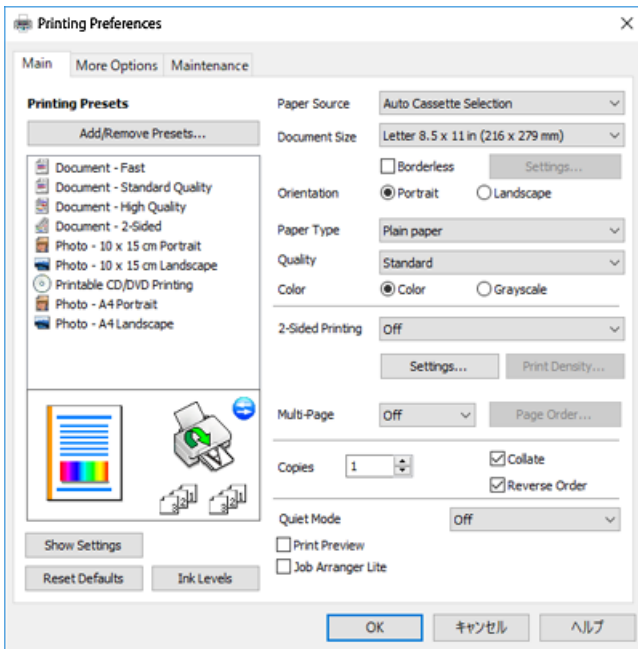 Printing Preferences
Main
More Options
Maintenance
Printing Presets
Add/Remove Presets...
Document - Fast
Document - Standard Quality
Document - High Quality
Document - 2-Sided
Photo - 10 x 15 cm Portrait
Photo - 10 x 15 cm Landscape
Printable CD/DVD Printing
Photo - A4 Portrait
Photo - A4 Landscape
Show Settings
Reset Defaults
Ink Levels
Paper Source
Auto Cassette Selection
Document Size
Letter 8.5 x 11 in (216 x 279 mm)
Borderless
Settings...
Orientation
Portrait
Landscape
Paper Type
Plain paper
Quality
Standard
Color
Color
Grayscale
2-Sided Printing
Off
Settings...
Print Density...
Multi-Page
Off
Page Order...
Copies
1
Collate
Reverse Order
Quiet Mode
Off
Print Preview
Job Arranger Lite
OK
キャンセル
ヘルプ